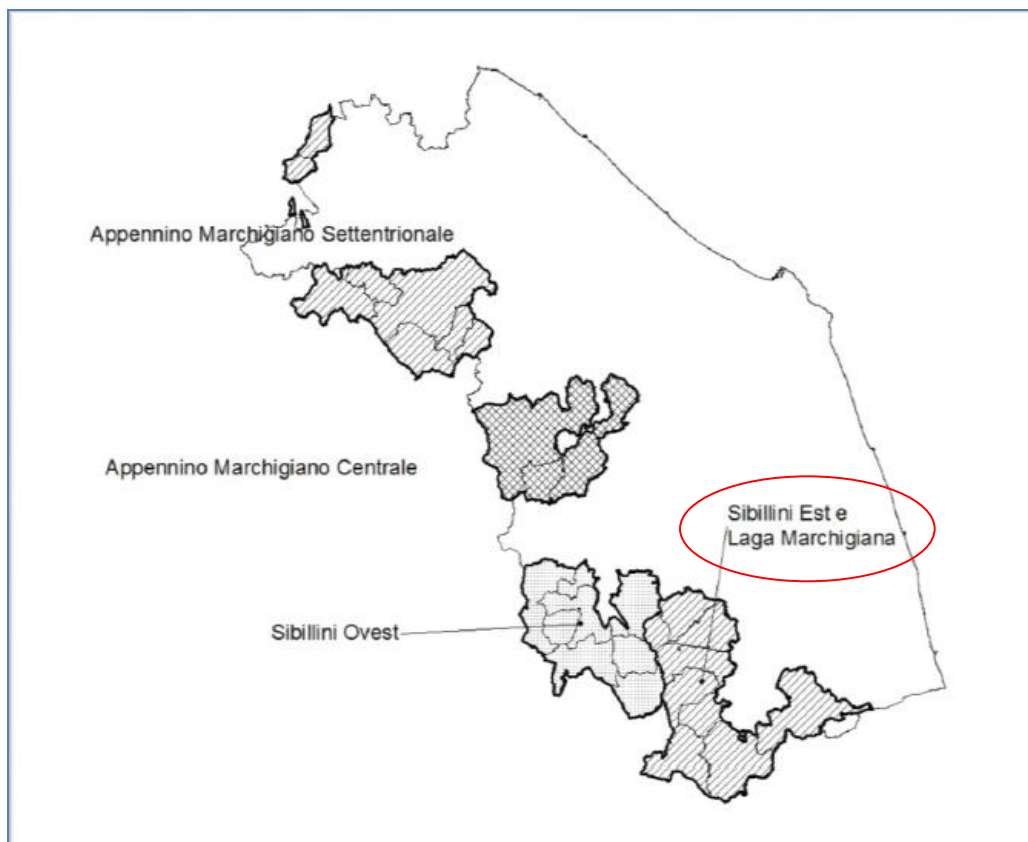 Appennino Marchigiano Settentrionale
Appennino Marchigiano Centrale
Sibillini Est e
Laga Marchigiana
Sibillini Ovest